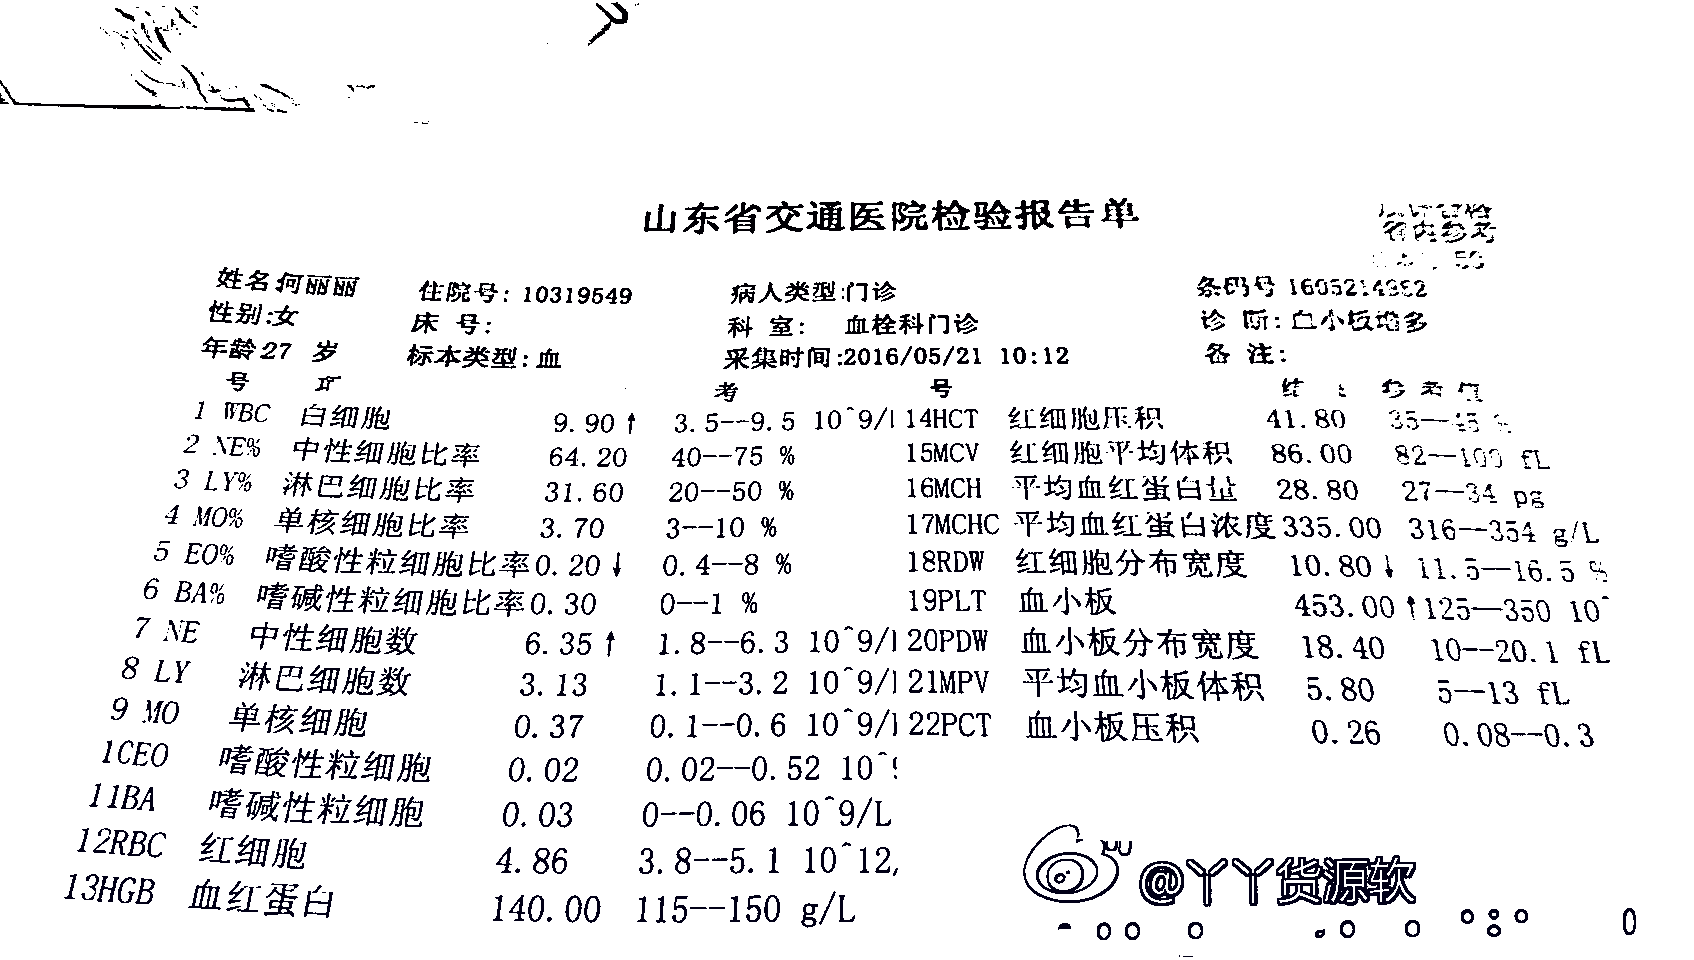 山东省交通医院检验报告单
姓名:何丽丽 住院号: 10319549 病人类型:门诊 条码号
性别:女 床 号: 科 室: 血栓科门诊 诊 断: 血小板增多
年龄 27 岁 标本类型:血 采集时间:2016/05/21 10:12 备 注:
号 考 号
1 WBC 白细胞 9.90↑ 3.5--9.5 10^9/l 14HCT 红细胞压积 41.80 35--45 %
2 NE% 中性细胞比率 64.20 40--75 % 15MCV 红细胞平均体积 86.00 82--100 fL
3 LY% 淋巴细胞比率 31.60 20--50 % 16MCH 平均血红蛋白量 28.80 27--34 pg
4 MO% 单核细胞比率 3.70 3--10 % 17MCHC 平均血红蛋白浓度 335.00 316--354 g/L
5 EO% 嗜酸性粒细胞比率 0.20↓ 0.4--8 % 18RDW 红细胞分布宽度 10.80↓ 11.5--16.5 %
6 BA% 嗜碱性粒细胞比率 0.30 0--1 % 19PLT 血小板 453.00↑ 125--350 10^
7 NE 中性细胞数 6.35↑ 1.8--6.3 10^9/l 20PDW 血小板分布宽度 18.40 10--20.1 fL
8 LY 淋巴细胞数 3.13 1.1--3.2 10^9/l 21MPV 平均血小板体积 5.80 5--13 fL
9 MO 单核细胞 0.37 0.1--0.6 10^9/l 22PCT 血小板压积 0.26 0.08--0.3
10EO 嗜酸性粒细胞 0.02 0.02--0.52 10^9
11BA 嗜碱性粒细胞 0.03 0--0.06 10^9/L
12RBC 红细胞 4.86 3.8--5.1 10^12,
13HGB 血红蛋白 140.00 115--150 g/L
@丫丫货源软